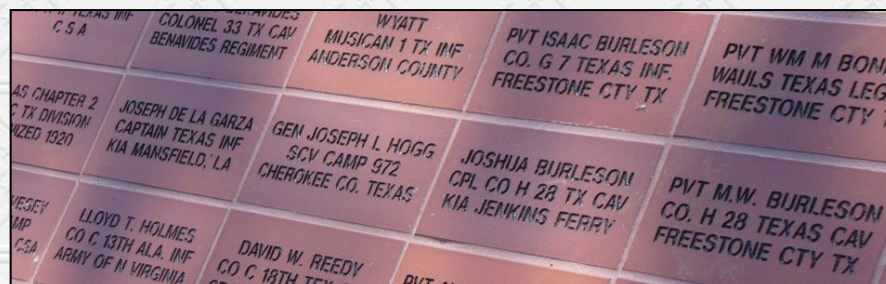 TEXAS INF
C S A
BENAVIDES
COLONEL 33 TX CAV
BENAVIDES REGIMENT
WYATT
MUSICAN 1 TX INF
ANDERSON COUNTY
PVT ISAAC BURLESON
CO. G 7 TEXAS INF.
FREESTONE CTY TX
PVT WM M
WAULS TEXAS
FREESTONE CTY
CHAPTER 2
TX DIVISION
1920
JOSEPH DE LA GARZA
CAPTAIN TEXAS INF
KIA MANSFIELD, LA
GEN JOSEPH L HOGG
SCV CAMP 972
CHEROKEE CO. TEXAS
JOSHUA BURLESON
CPL CO H 28 TX CAV
KIA JENKINS FERRY
PVT M.W. BURLESON
CO. H 28 TEXAS CAV
FREESTONE CTY TX
CSA
LLOYD T. HOLMES
CO C 13TH ALA. INF
ARMY OF N VIRGINIA
DAVID W. REEDY
CO C 18TH
PVT